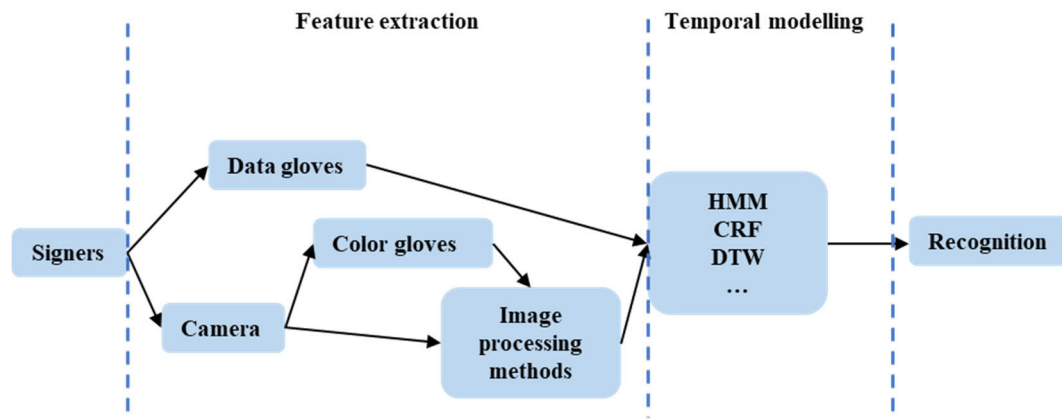 Feature extraction
Temporal modelling
Data gloves
HMM
CRF
DTW
...
Color gloves
Signers
Recognition
Camera
Image
processing
methods